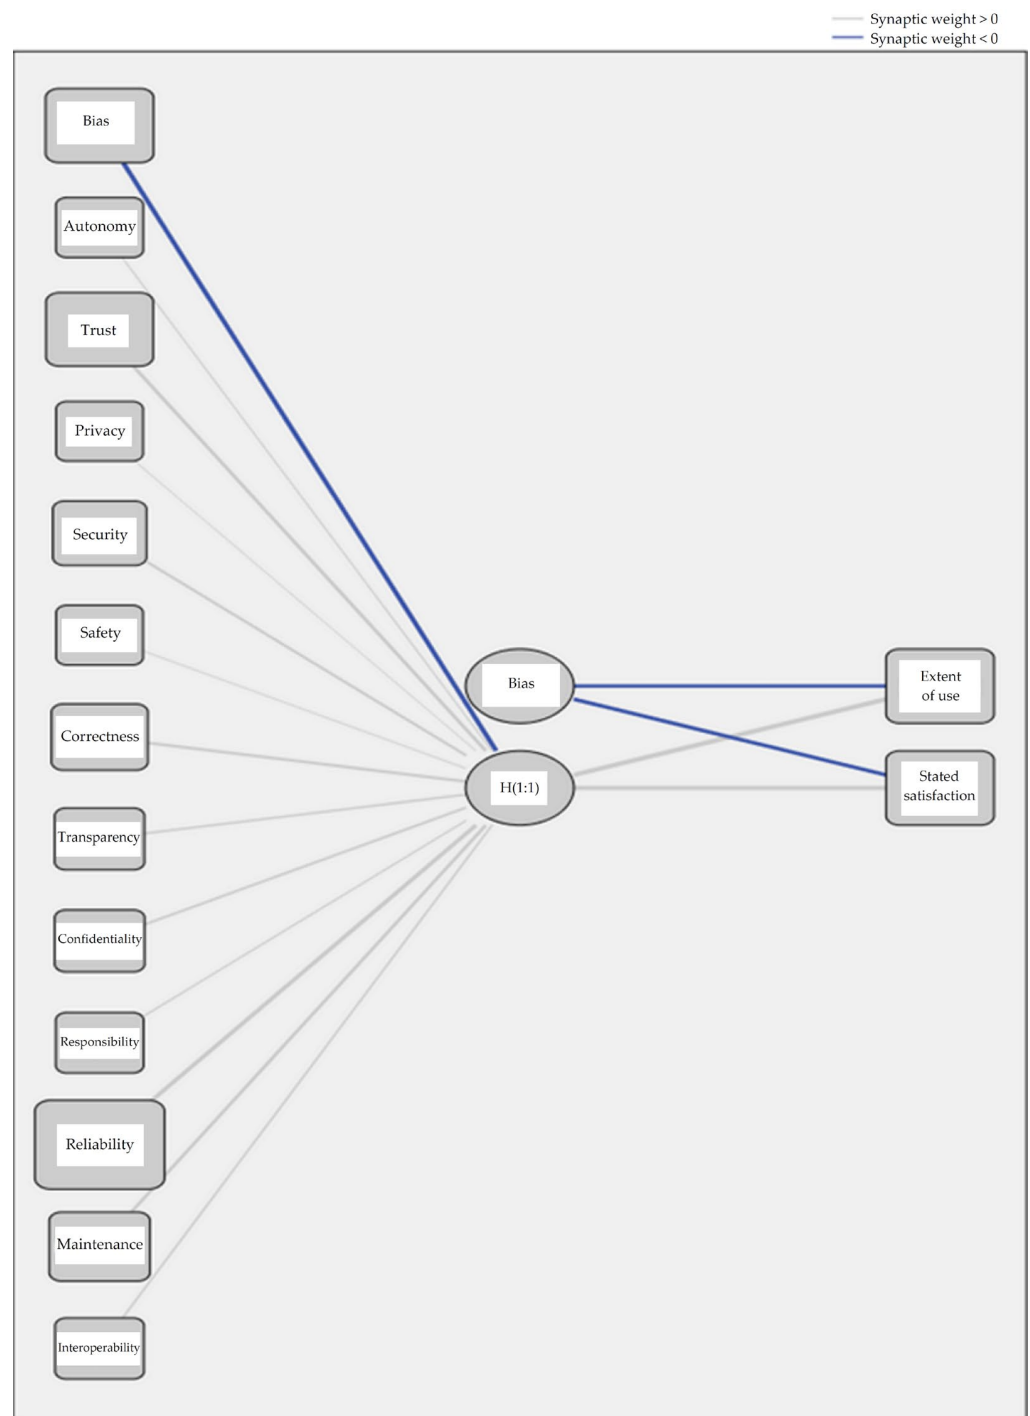 Synaptic weight > 0
Synaptic weight < 0
Bias
Autonomy
Trust
Privacy
Security
Safety
Correctness
Transparency
Confidentiality
Responsibility
Reliability
Maintenance
Interoperability
Bias
H(1:1)
Extent
of use
Stated
satisfaction